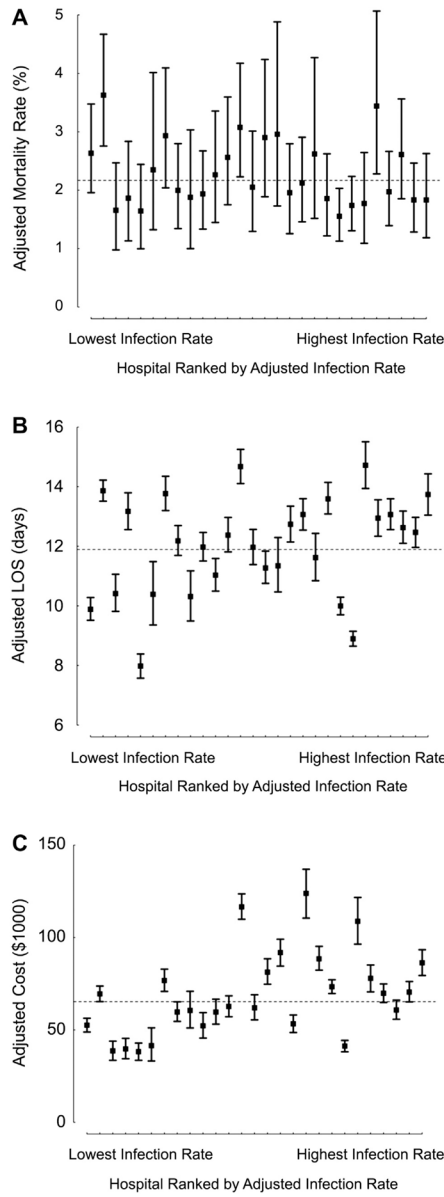 A
Adjusted Mortality Rate (%)
5
4
3
2
1
0
Lowest Infection Rate Highest Infection Rate
Hospital Ranked by Adjusted Infection Rate
B
Adjusted LOS (days)
16
14
12
10
8
6
Lowest Infection Rate Highest Infection Rate
Hospital Ranked by Adjusted Infection Rate
C
Adjusted Cost ($1000)
150
100
50
0
Lowest Infection Rate Highest Infection Rate
Hospital Ranked by Adjusted Infection Rate